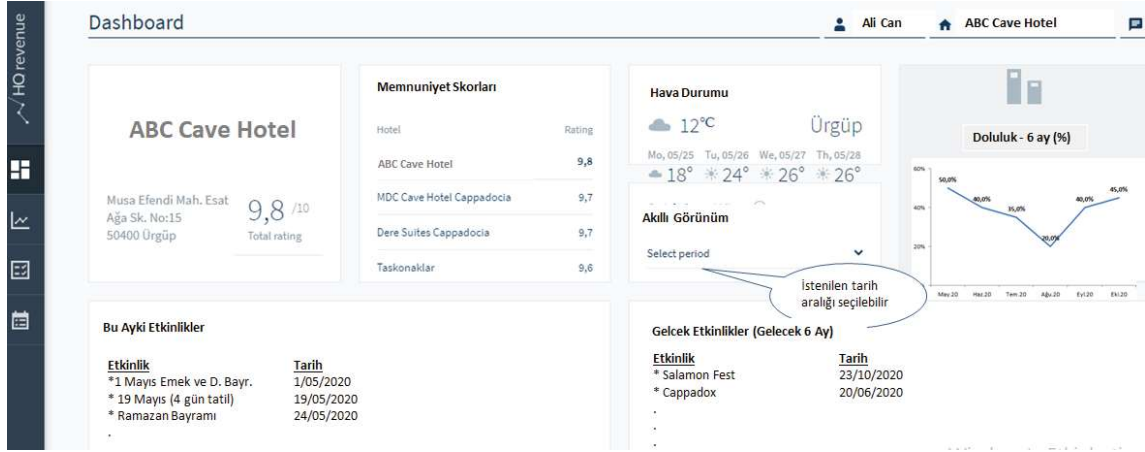 HQ revenue
Dashboard
Ali Can
ABC Cave Hotel
ABC Cave Hotel
Musa Efendi Mah. Esat
Ağa Sk. No:15
50400 Ürgüp
9,8 /10
Total rating
Memnuniyet Skorları
Hotel Rating
ABC Cave Hotel 9,8
MDC Cave Hotel Cappadocia 9,7
Dere Suites Cappadocia 9,7
Taskonaklar 9,6
Hava Durumu
12°C Ürgüp
Mo, 05/25 Tu, 05/26 We, 05/27 Th, 05/28
18° 24° 26° 26°
Akıllı Görünüm
Select period
İstenilen tarih
aralığı seçilebilir
Doluluk - 6 ay (%)
60%
40%
20%
50,0% 40,0% 35,0% 20,0% 40,0% 45,0%
May.20 Haz.20 Tem.20 Ağu.20 Eyl.20 Eki.20
Bu Ayki Etkinlikler
Etkinlik Tarih
*1 Mayıs Emek ve D. Bayr. 1/05/2020
* 19 Mayıs (4 gün tatil) 19/05/2020
* Ramazan Bayramı 24/05/2020
.
Gelcek Etkinlikler (Gelecek 6 Ay)
Etkinlik Tarih
* Salamon Fest 23/10/2020
* Cappadox 20/06/2020
.
.
.